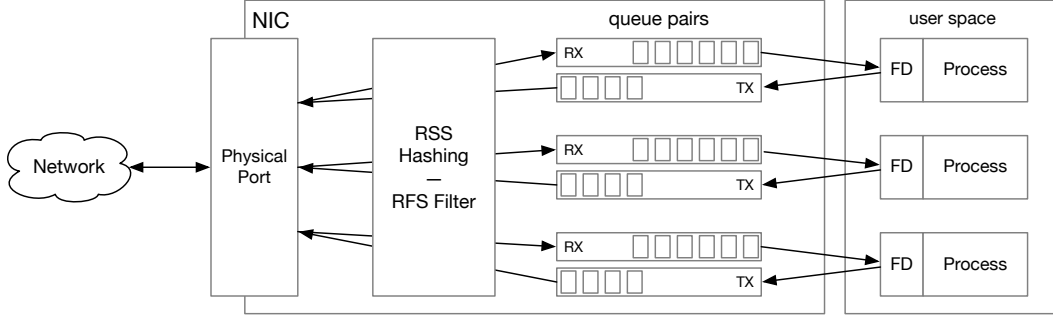 NIC
queue pairs
user space
RX
TX
FD
Process
Network
Physical
Port
RSS
Hashing
—
RFS Filter
RX
TX
FD
Process
RX
TX
FD
Process